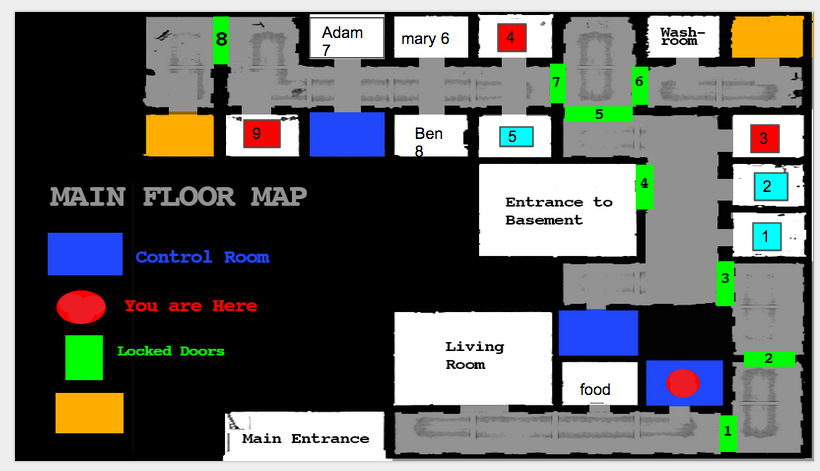 8
Adam
7
mary 6
4
Wash-
room
7
6
5
9
Ben
8
5
3
2
1
4
Entrance to
Basement
MAIN FLOOR MAP
Control Room
3
You are Here
Locked Doors
Living
Room
2
food
1
Main Entrance